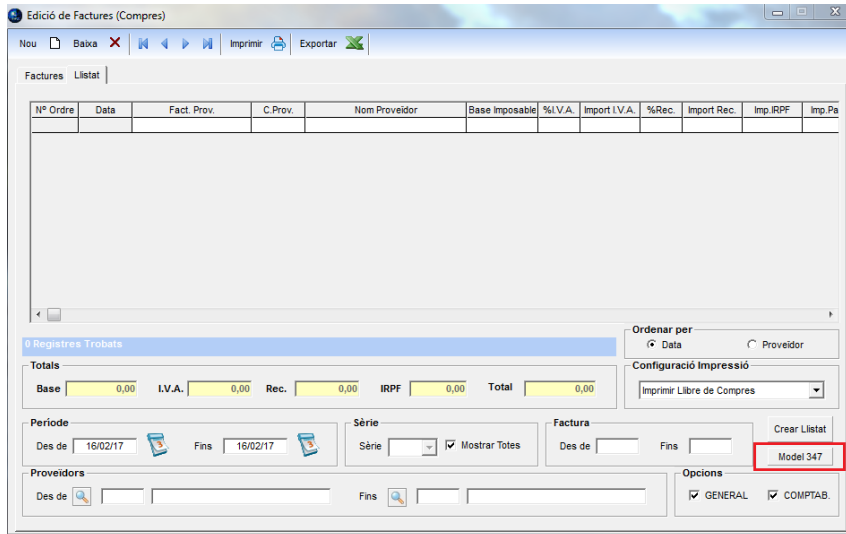 Edició de Factures (Compres)
Nou Baixa Imprimir Exportar
Factures Llistat
Nº Ordre Data Fact. Prov. C.Prov. Nom Proveïdor Base Imposable %I.V.A. Import I.V.A. %Rec. Import Rec. Imp.IRPF Imp.Pa
0 Registres Trobats
Ordenar per
Data Proveïdor
Totals
Base 0,00 I.V.A. 0,00 Rec. 0,00 IRPF 0,00 Total 0,00
Configuració Impressió
Imprimir Llibre de Compres
Període
Des de 16/02/17 Fins 16/02/17
Sèrie
Sèrie Mostrar Totes
Factura
Des de Fins
Crear Llistat
Model 347
Proveïdors
Des de Fins
Opcions
GENERAL COMPTAB.